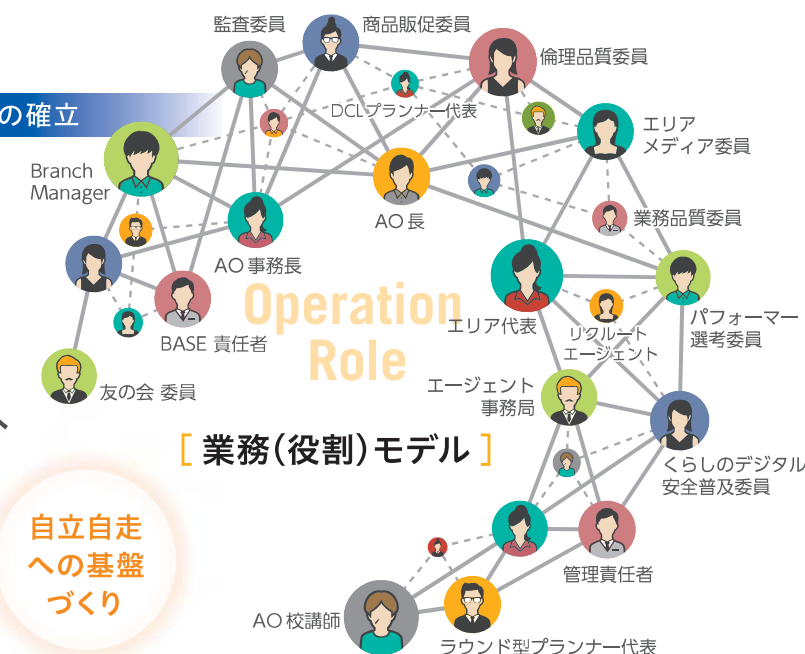 監査委員
商品販促委員
倫理品質委員
の確立
DCLプランナー代表
エリア
メディア委員
Branch
Manager
AO 長
業務品質委員
AO 事務長
Operation
Role
BASE 責任者
エリア代表
リクルート
エージェント
パフォーマー
選考委員
友の会 委員
エージェント
事務局
[ 業務(役割)モデル ]
くらしのデジタル
安全普及委員
自立自走
への基盤
づくり
管理責任者
AO 校講師
ラウンド型プランナー代表